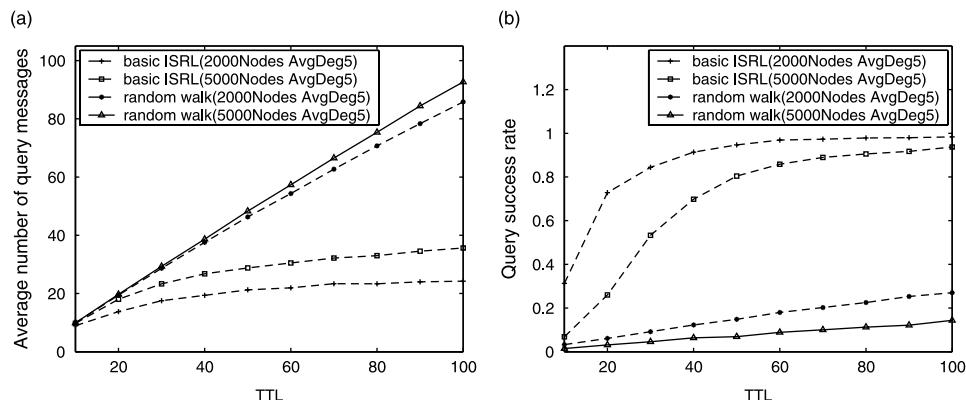 (a)
Average number of query messages
100
80
60
40
20
0
basic ISRL(2000Nodes AvgDeg5)
basic ISRL(5000Nodes AvgDeg5)
random walk(2000Nodes AvgDeg5)
random walk(5000Nodes AvgDeg5)
20 40 60 80 100
TTL
(b)
Query success rate
1.2
1
0.8
0.6
0.4
0.2
0
basic ISRL(2000Nodes AvgDeg5)
basic ISRL(5000Nodes AvgDeg5)
random walk(2000Nodes AvgDeg5)
random walk(5000Nodes AvgDeg5)
20 40 60 80 100
TTL